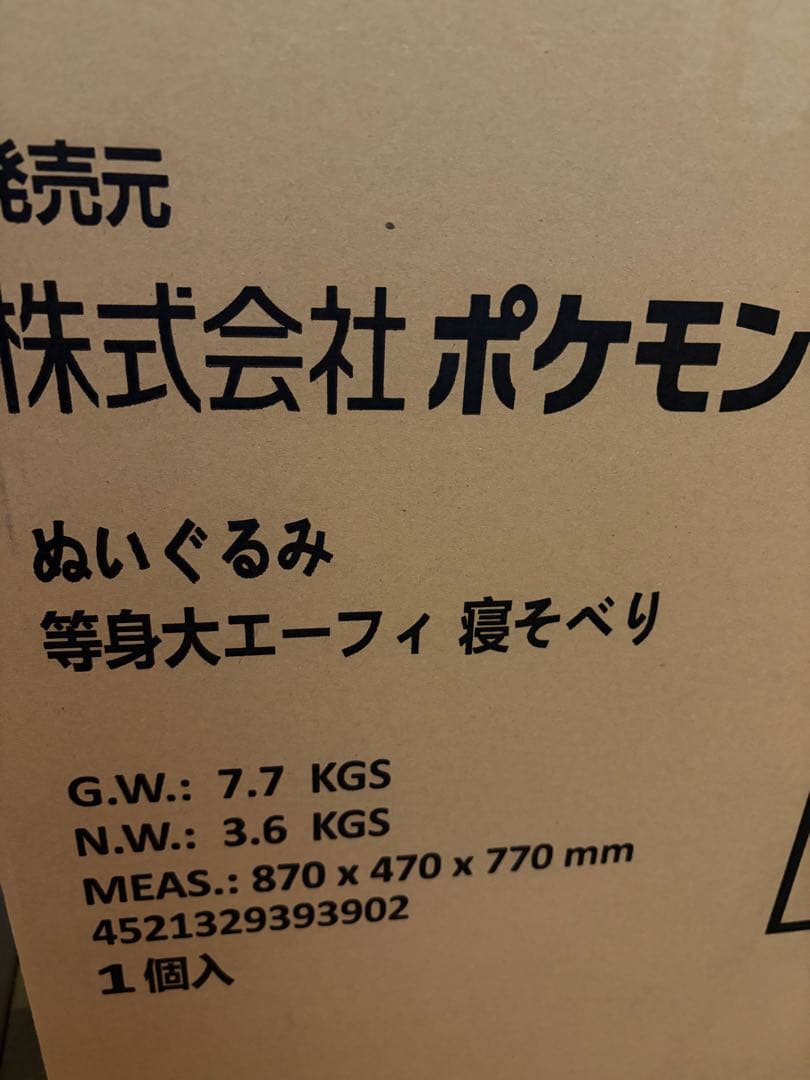 発売元
株式会社ポケモン
ぬいぐるみ
等身大エーフィ 寝そべり
G.W.: 7.7 KGS
N.W.: 3.6 KGS
MEAS.: 870 x 470 x 770 mm
4521329393902
1個入